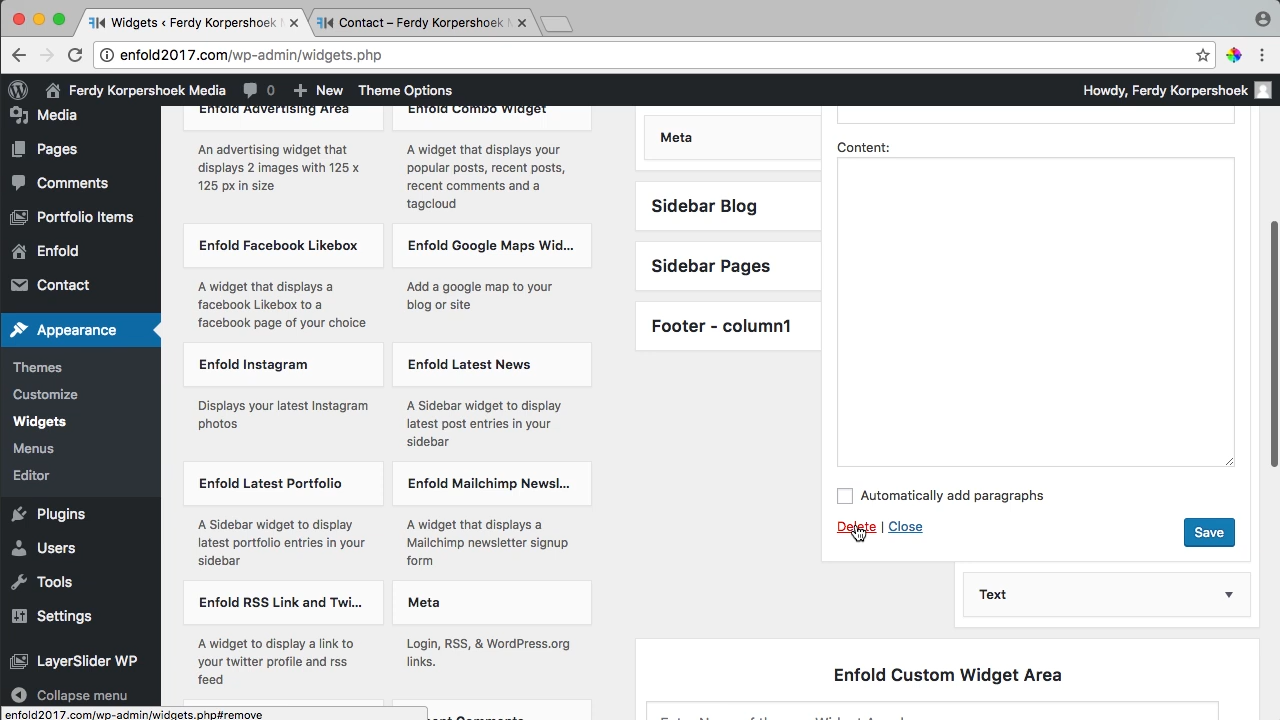 Widgets ‹ Ferdy Korpershoek
Contact – Ferdy Korpershoek
enfold2017.com/wp-admin/widgets.php
Ferdy Korpershoek Media
0
New
Theme Options
Howdy, Ferdy Korpershoek
Media
Pages
Comments
Portfolio Items
Enfold
Contact
Appearance
Themes
Customize
Widgets
Menus
Editor
Plugins
Users
Tools
Settings
LayerSlider WP
Collapse menu
enfold2017.com/wp-admin/widgets.php#remove
Enfold Advertising Area
An advertising widget that
displays 2 images with 125 x
125 px in size
Enfold Combo Widget
A widget that displays your
popular posts, recent posts,
recent comments and a
tagcloud
Enfold Facebook Likebox
A widget that displays a
facebook Likebox to a
facebook page of your choice
Enfold Google Maps Wid...
Add a google map to your
blog or site
Enfold Instagram
Displays your latest Instagram
photos
Enfold Latest News
A Sidebar widget to display
latest post entries in your
sidebar
Enfold Latest Portfolio
A Sidebar widget to display
latest portfolio entries in your
sidebar
Enfold Mailchimp Newsl...
A widget that displays a
Mailchimp newsletter signup
form
Enfold RSS Link and Twi...
A widget to display a link to
your twitter profile and rss
feed
Meta
Login, RSS, & WordPress.org
links.
Meta
Sidebar Blog
Sidebar Pages
Footer - column1
Content:
Automatically add paragraphs
Delete | Close
Save
Text
Enfold Custom Widget Area